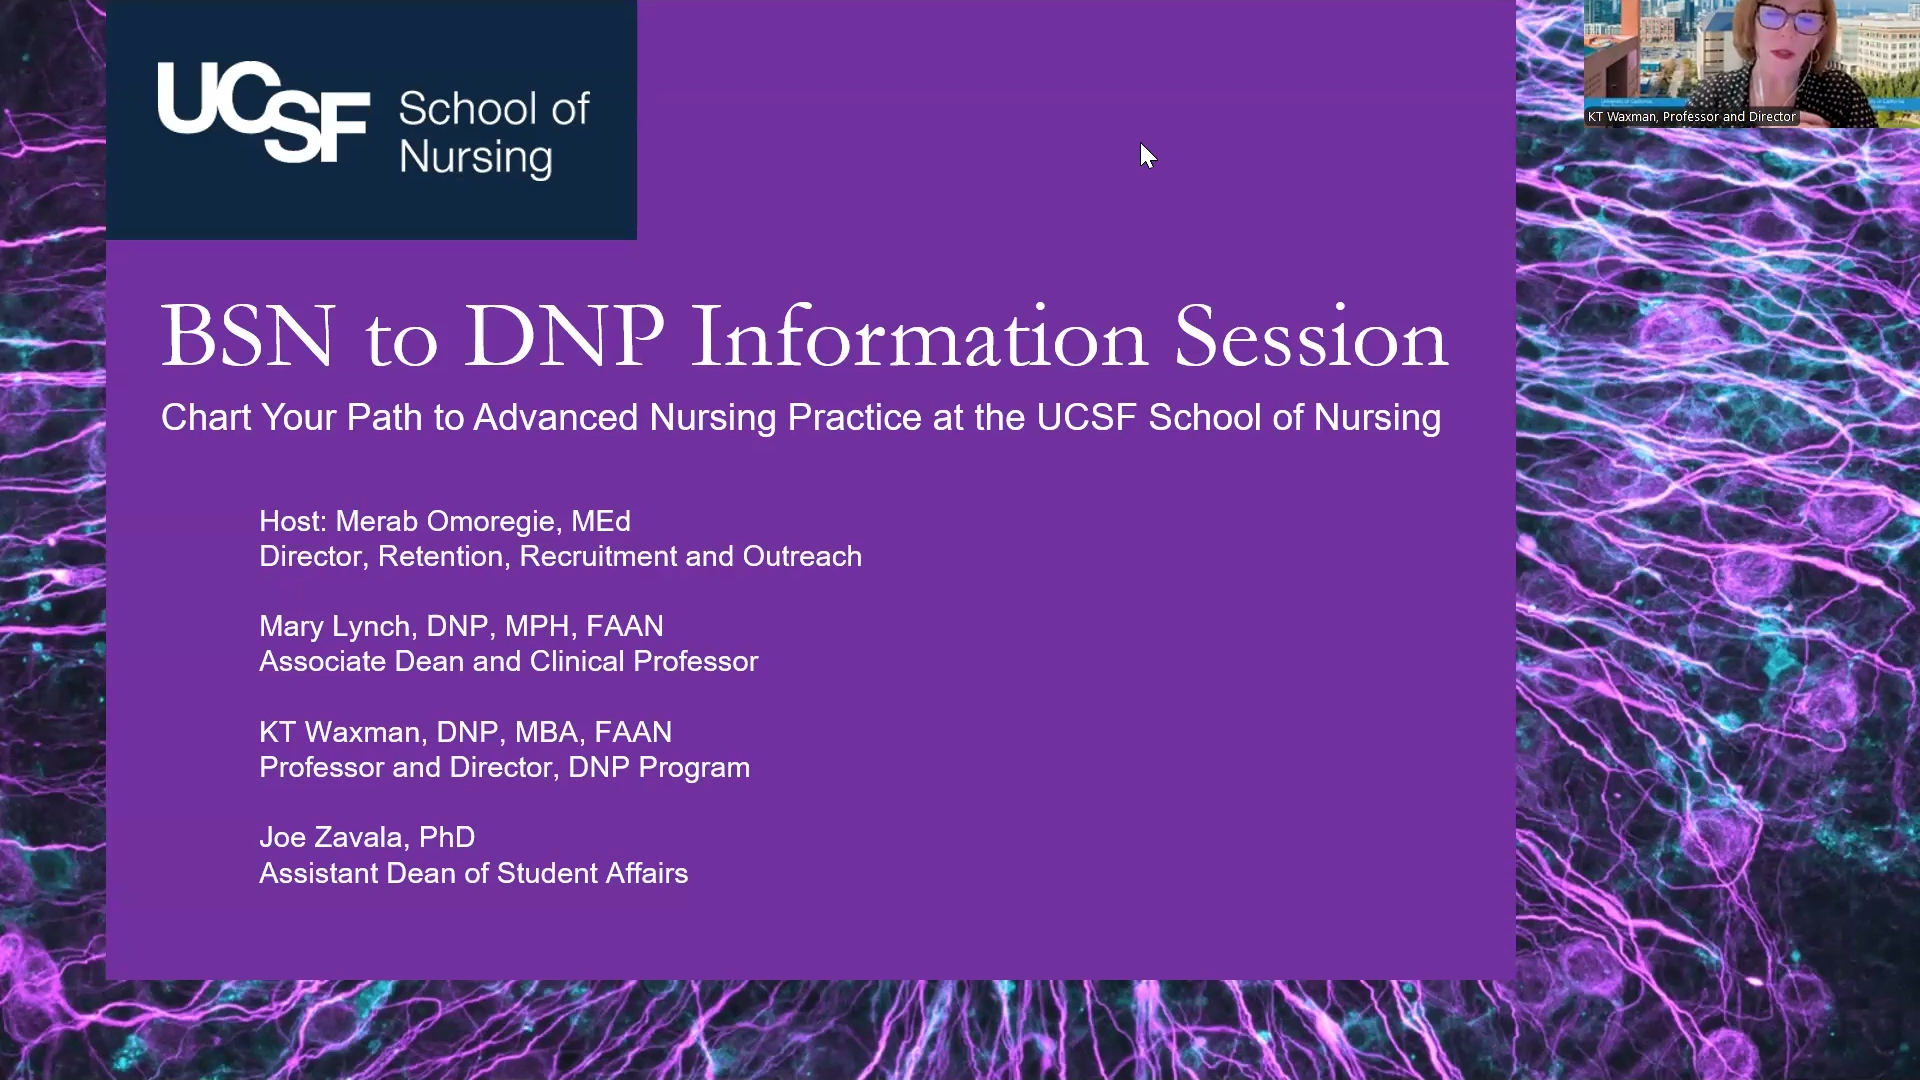 UCSF School of
Nursing
KT Waxman, Professor and Director
BSN to DNP Information Session
Chart Your Path to Advanced Nursing Practice at the UCSF School of Nursing
Host: Merab Omoregie, MEd
Director, Retention, Recruitment and Outreach
Mary Lynch, DNP, MPH, FAAN
Associate Dean and Clinical Professor
KT Waxman, DNP, MBA, FAAN
Professor and Director, DNP Program
Joe Zavala, PhD
Assistant Dean of Student Affairs